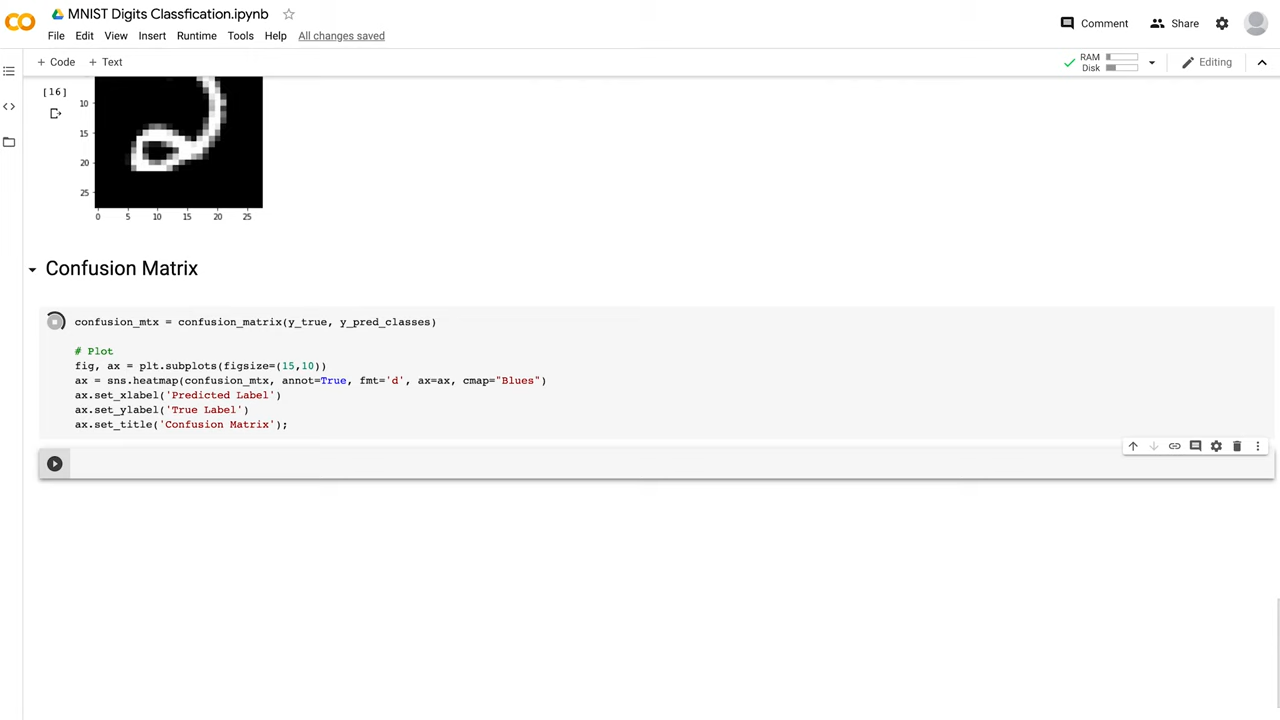 MNIST Digits Classfication.ipynb
Comment
Share
File Edit View Insert Runtime Tools Help All changes saved
+ Code + Text
RAM
Disk
Editing
[16]
10
15
20
25
0 5 10 15 20 25
Confusion Matrix
confusion_mtx = confusion_matrix(y_true, y_pred_classes)
# Plot
fig, ax = plt.subplots(figsize=(15,10))
ax = sns.heatmap(confusion_mtx, annot=True, fmt='d', ax=ax, cmap="Blues")
ax.set_xlabel('Predicted Label')
ax.set_ylabel('True Label')
ax.set_title('Confusion Matrix');